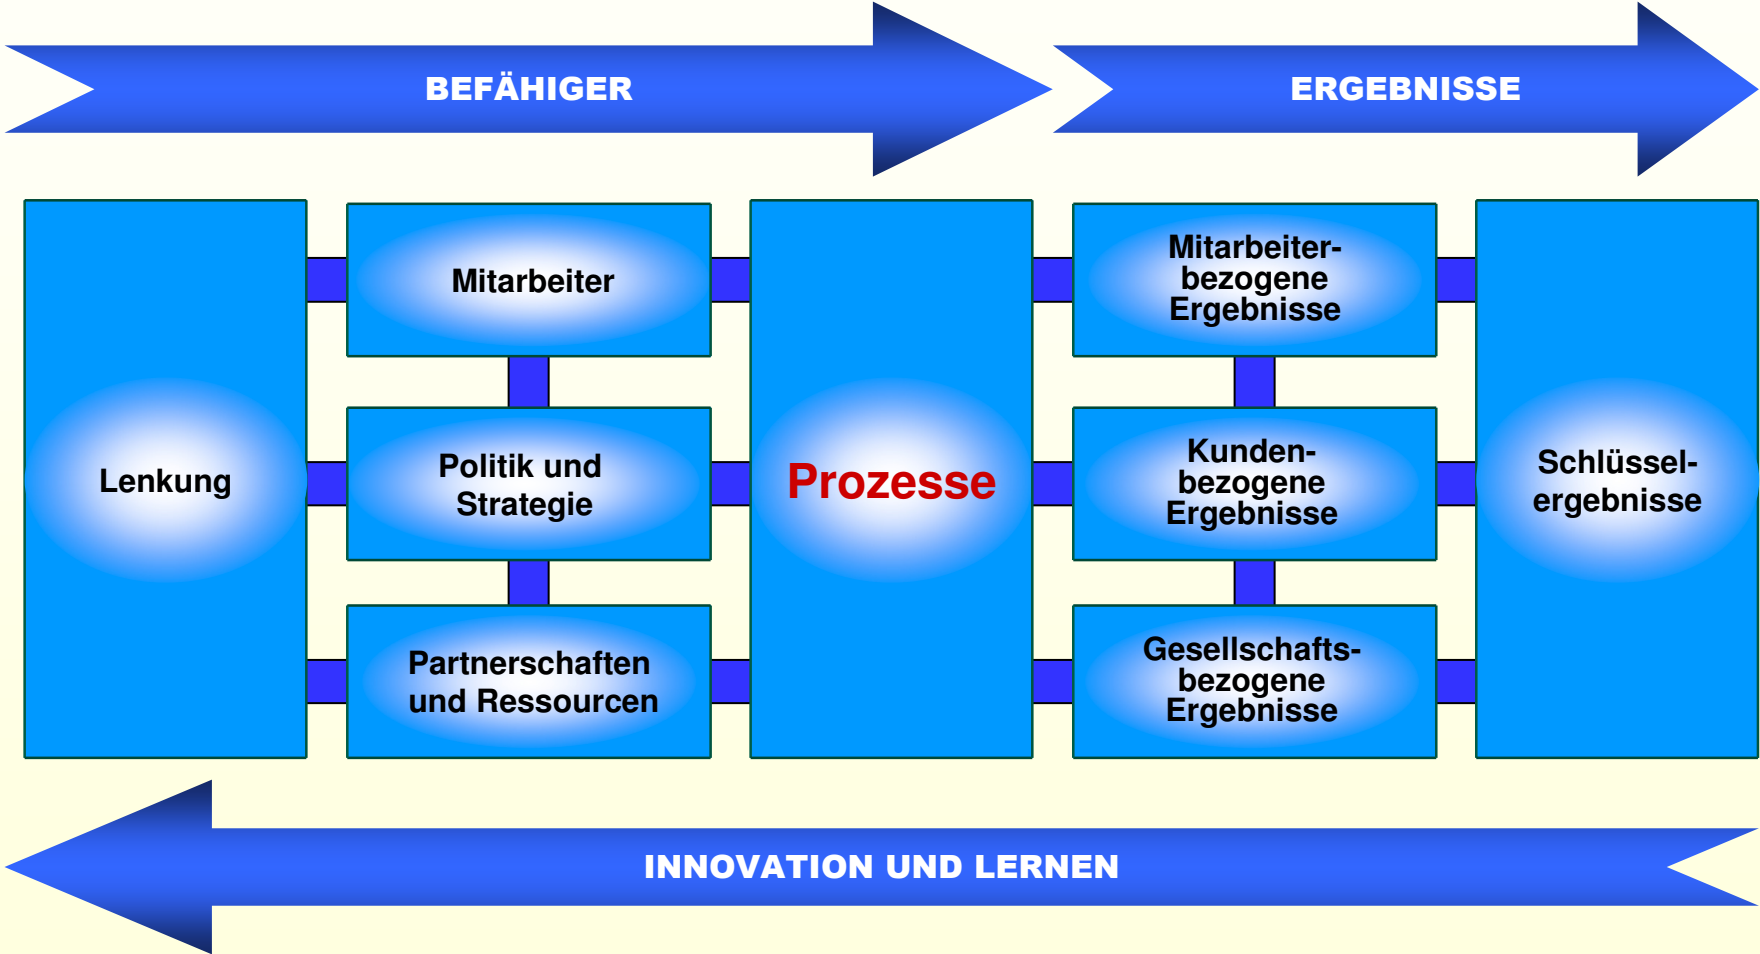 BEFÄHIGER
ERGEBNISSE
Lenkung
Mitarbeiter
Politik und
Strategie
Partnerschaften
und Ressourcen
Prozesse
Mitarbeiter-
bezogene
Ergebnisse
Kunden-
bezogene
Ergebnisse
Gesellschafts-
bezogene
Ergebnisse
Schlüssel-
ergebnisse
INNOVATION UND LERNEN